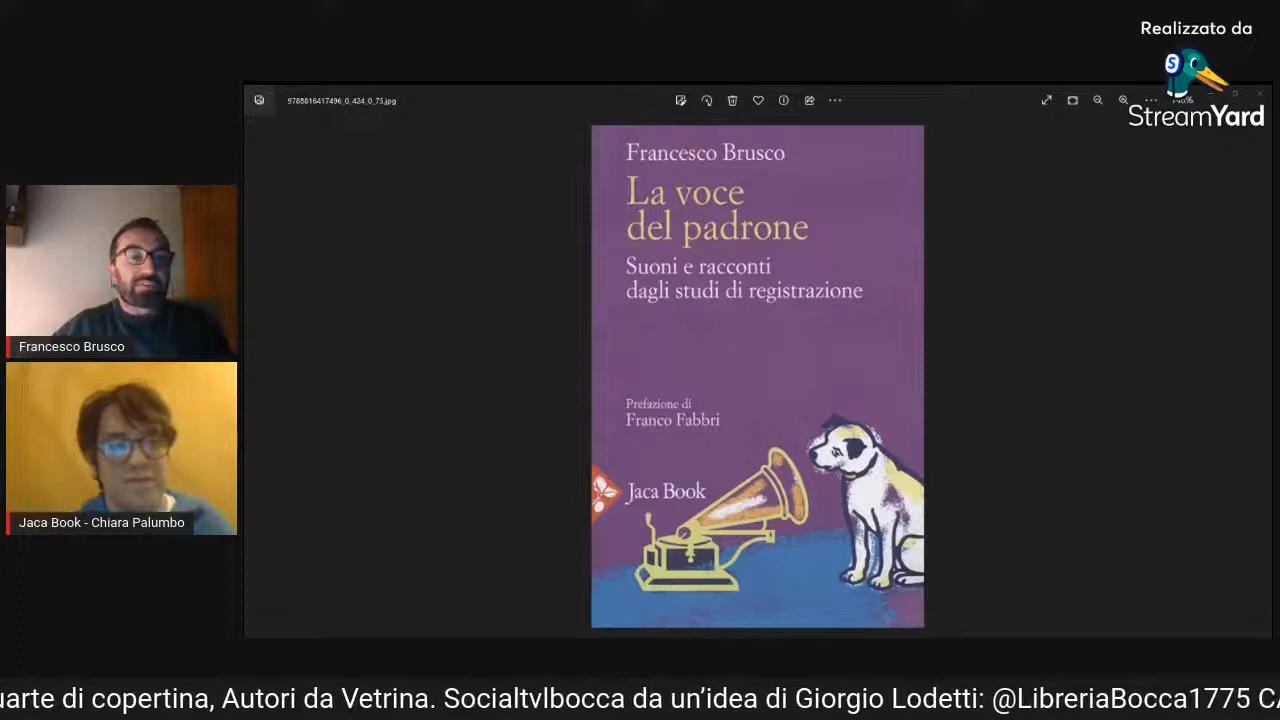 Realizzato da
StreamYard
9788816417496_0_424_0_75.jpg
Francesco Brusco
La voce
del padrone
Suoni e racconti
dagli studi di registrazione
Prefazione di
Franco Fabbri
Jaca Book
Francesco Brusco
Jaca Book - Chiara Palumbo
uarte di copertina, Autori da Vetrina. Socialtvlbocca da un’idea di Giorgio Lodetti: @LibreriaBocca1775